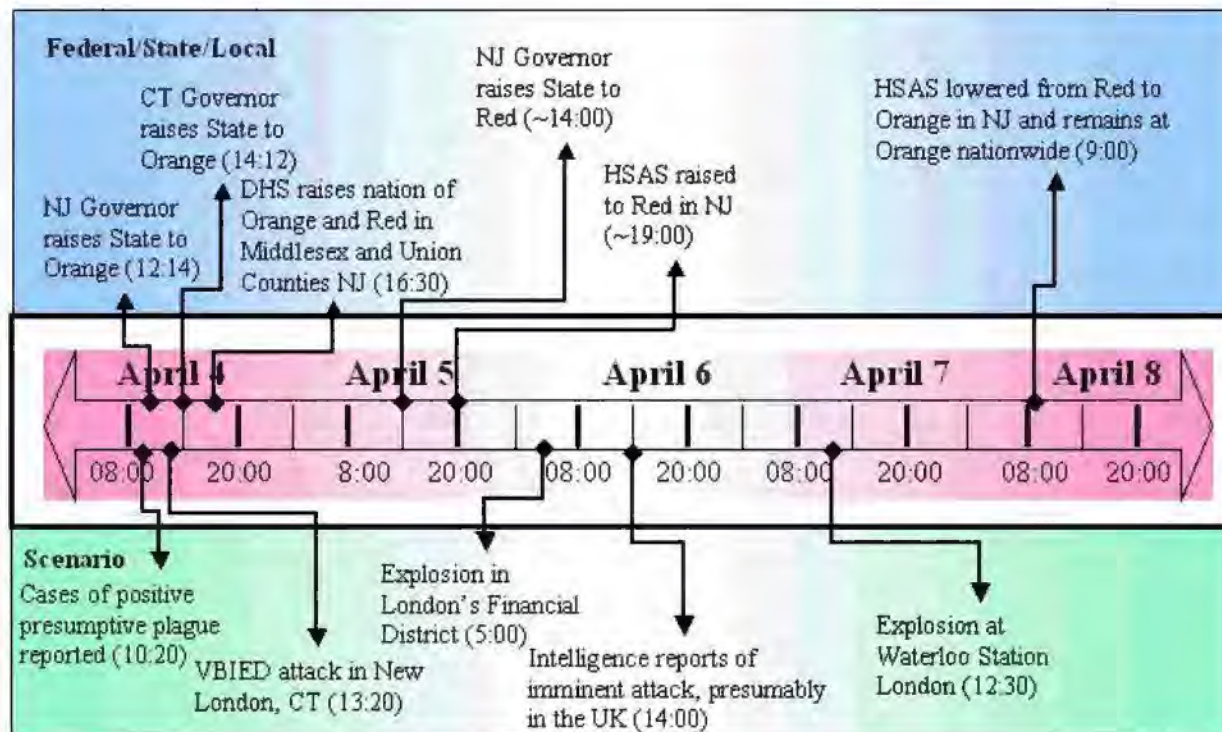 Federal/State/Local
CT Governor
raises State to
Orange (14:12)
NJ Governor
raises State to
Orange (12:14)
DHS raises nation of
Orange and Red in
Middlesex and Union
Counties NJ (16:30)
NJ Governor
raises State to
Red (~14:00)
HSAS raised
to Red in NJ
(~19:00)
HSAS lowered from Red to
Orange in NJ and remains at
Orange nationwide (9:00)
April 4 April 5 April 6 April 7 April 8
08:00 20:00 8:00 20:00 08:00 20:00 08:00 20:00 08:00 20:00
Scenario
Cases of positive
presumptive plague
reported (10:20)
VBIED attack in New
London, CT (13:20)
Explosion in
London's Financial
District (5:00)
Intelligence reports of
imminent attack, presumably
in the UK (14:00)
Explosion at
Waterloo Station
London (12:30)